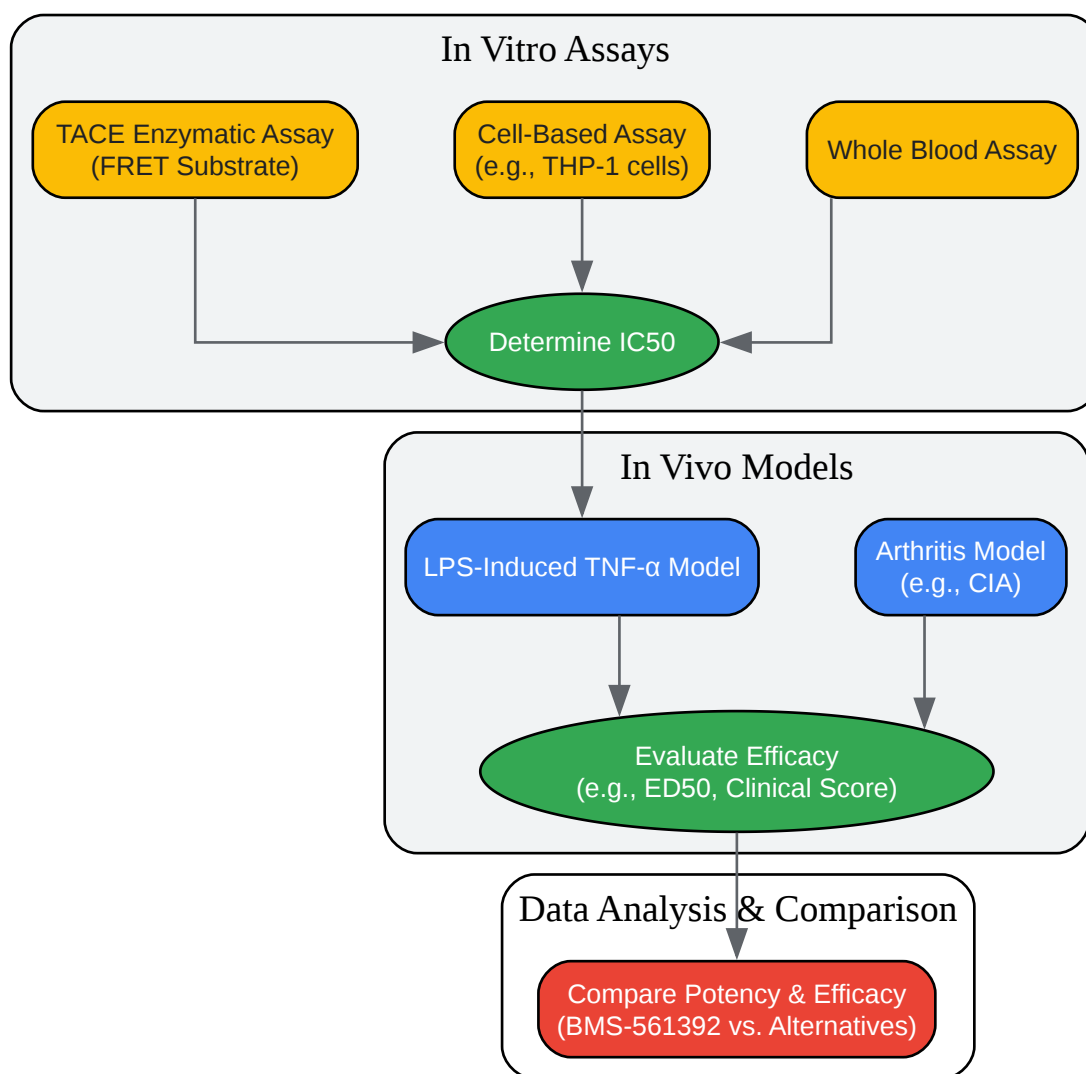 In Vitro Assays
TACE Enzymatic Assay
(FRET Substrate)
Cell-Based Assay
(e.g., THP-1 cells)
Whole Blood Assay
Determine IC50
In Vivo Models
LPS-Induced TNF-α Model
Arthritis Model
(e.g., CIA)
Evaluate Efficacy
(e.g., ED50, Clinical Score)
Data Analysis & Comparison
Compare Potency & Efficacy
(BMS-561392 vs. Alternatives)